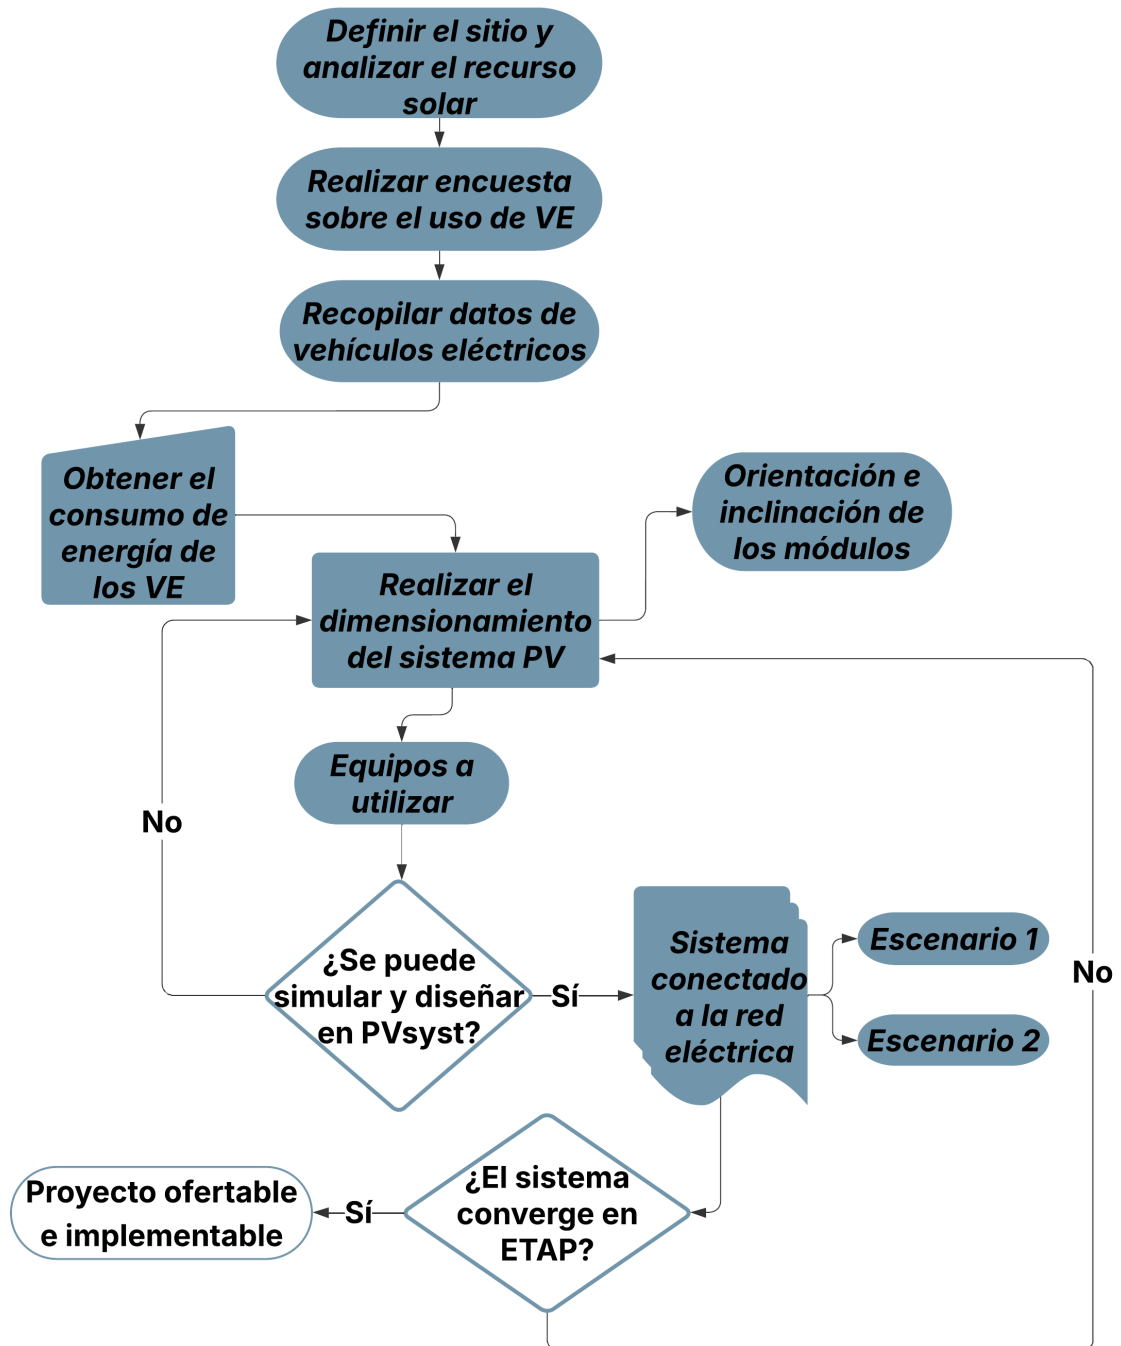 Definir el sitio y
analizar el recurso
solar
Realizar encuesta
sobre el uso de VE
Recopilar datos de
vehículos eléctricos
Obtener el
consumo de
energía de
los VE
Orientación e
inclinación de
los módulos
Realizar el
dimensionamiento
del sistema PV
Equipos a
utilizar
No
¿Se puede
simular y diseñar
en PVsyst?
Sí
Sistema
conectado
a la red
eléctrica
Escenario 1
Escenario 2
No
¿El sistema
converge en
ETAP?
Sí
Proyecto ofertable
e implementable